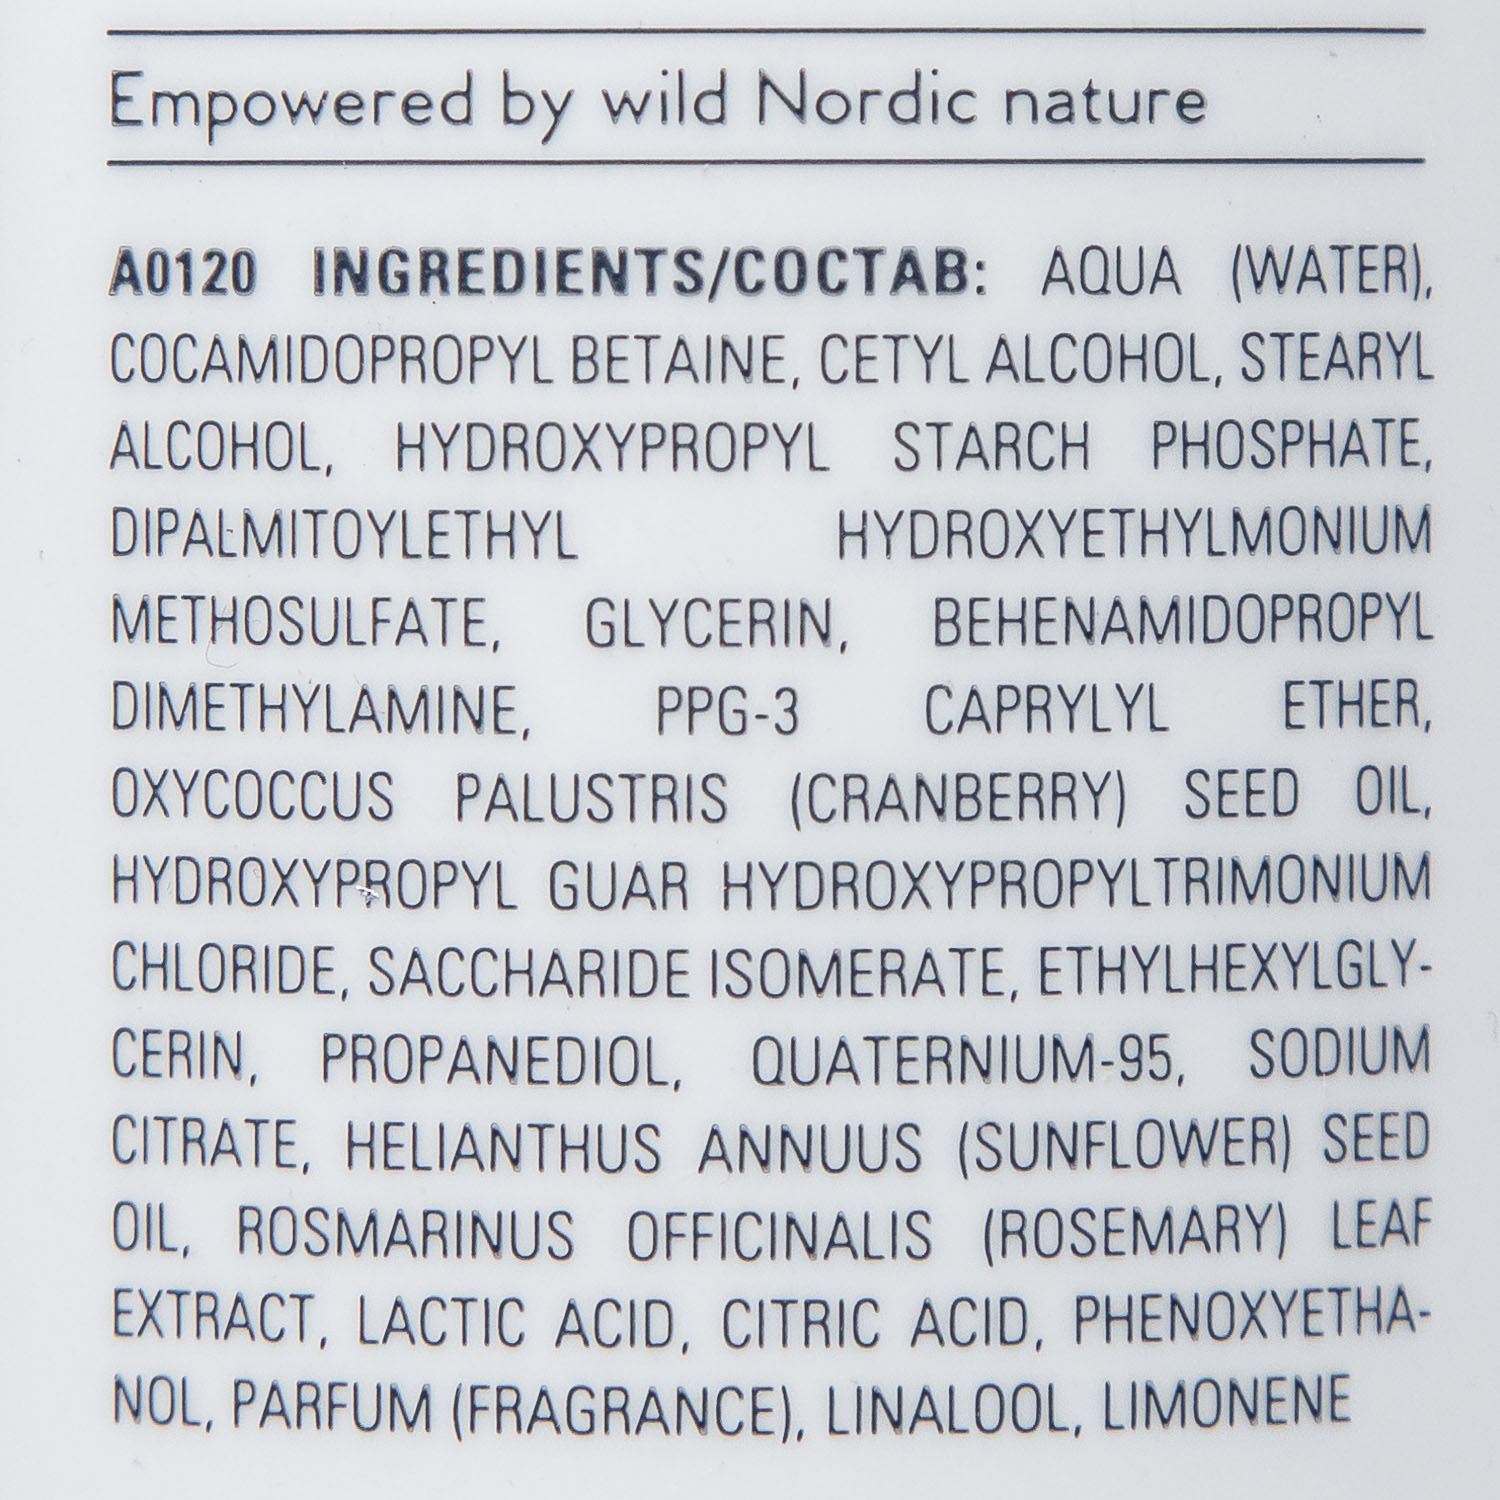 Empowered by wild Nordic nature
A0120 INGREDIENTS/СОСТАВ: AQUA (WATER),
COCAMIDOPROPYL BETAINE, CETYL ALCOHOL, STEARYL
ALCOHOL, HYDROXYPROPYL STARCH PHOSPHATE,
DIPALMITOYLETHYL HYDROXYETHYLMONIUM
METHOSULFATE, GLYCERIN, BEHENAMIDOPROPYL
DIMETHYLAMINE, PPG-3 CAPRYLYL ETHER,
OXYCOCCUS PALUSTRIS (CRANBERRY) SEED OIL,
HYDROXYPROPYL GUAR HYDROXYPROPYLTRIMONIUM
CHLORIDE, SACCHARIDE ISOMERATE, ETHYLHEXYLGLY-
CERIN, PROPANEDIOL, QUATERNIUM-95, SODIUM
CITRATE, HELIANTHUS ANNUUS (SUNFLOWER) SEED
OIL, ROSMARINUS OFFICINALIS (ROSEMARY) LEAF
EXTRACT, LACTIC ACID, CITRIC ACID, PHENOXYETHA-
NOL, PARFUM (FRAGRANCE), LINALOOL, LIMONENE